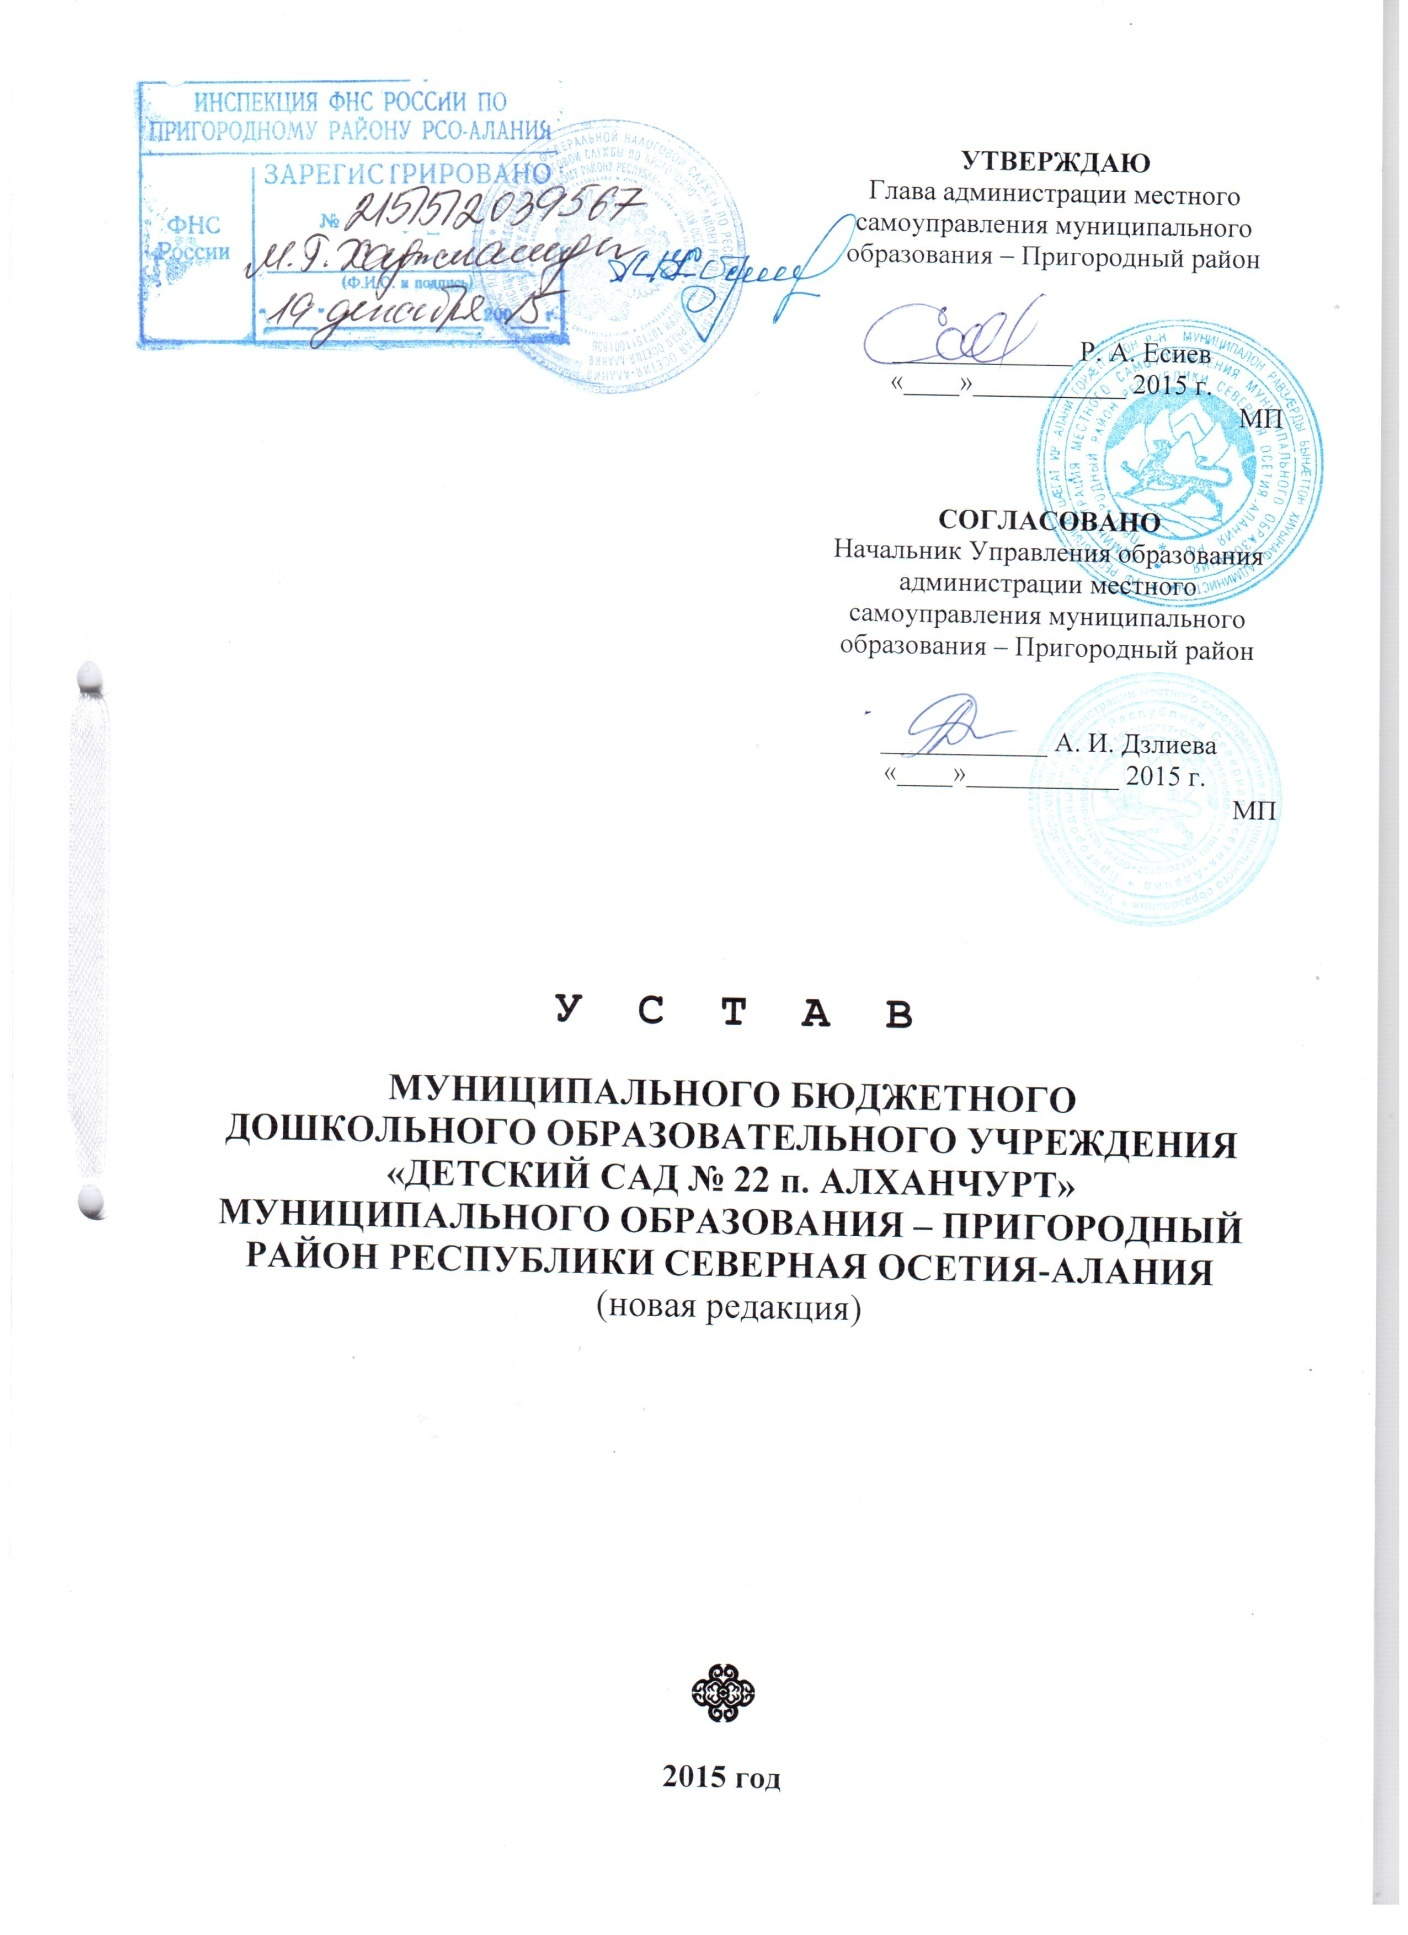 ИНСПЕКЦИЯ ФНС РОССИИ ПО
ПРИГОРОДНОМУ РАЙОНУ РСО-АЛАНИЯ
ЗАРЕГИСТРИРОВАНО
ФНС
России
№ 2151512039567
М.Г.
(Ф.И.О. и подпись)
19 декабря 2015 г.
УТВЕРЖДАЮ
Глава администрации местного
самоуправления муниципального
образования – Пригородный район
_______________ Р. А. Есиев
«____»___________ 2015 г.
МП
СОГЛАСОВАНО
Начальник Управления образования
администрации местного
самоуправления муниципального
образования – Пригородный район
____________ А. И. Дзлиева
«____»___________ 2015 г.
МП
У С Т А В
МУНИЦИПАЛЬНОГО БЮДЖЕТНОГО
ДОШКОЛЬНОГО ОБРАЗОВАТЕЛЬНОГО УЧРЕЖДЕНИЯ
«ДЕТСКИЙ САД № 22 п. АЛХАНЧУРТ»
МУНИЦИПАЛЬНОГО ОБРАЗОВАНИЯ – ПРИГОРОДНЫЙ
РАЙОН РЕСПУБЛИКИ СЕВЕРНАЯ ОСЕТИЯ-АЛАНИЯ
(новая редакция)
2015 год